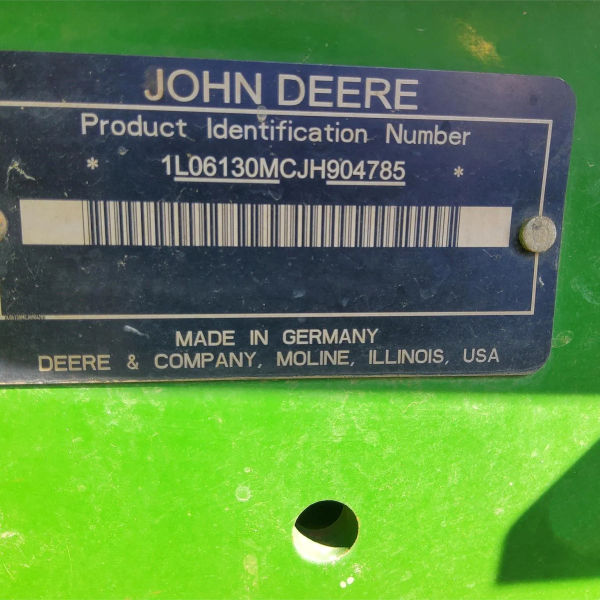 JOHN DEERE
Product Identification Number
* 1L06130MCJH904785 *
MADE IN GERMANY
DEERE & COMPANY, MOLINE, ILLINOIS, USA